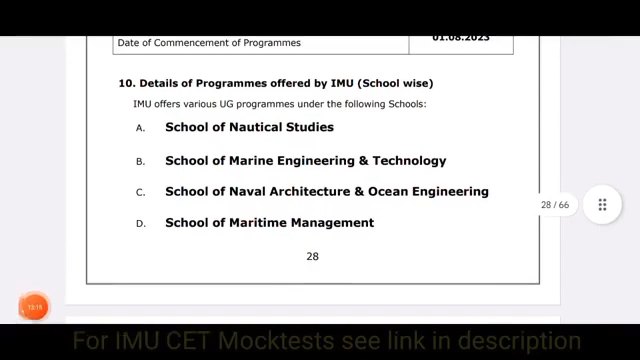 Date of Commencement of Programmes
01.08.2023
10. Details of Programmes offered by IMU (School wise)
IMU offers various UG programmes under the following Schools:
A. School of Nautical Studies
B. School of Marine Engineering & Technology
C. School of Naval Architecture & Ocean Engineering
D. School of Maritime Management
28 / 66
28
13:19
For IMU CET Mocktests see link in description